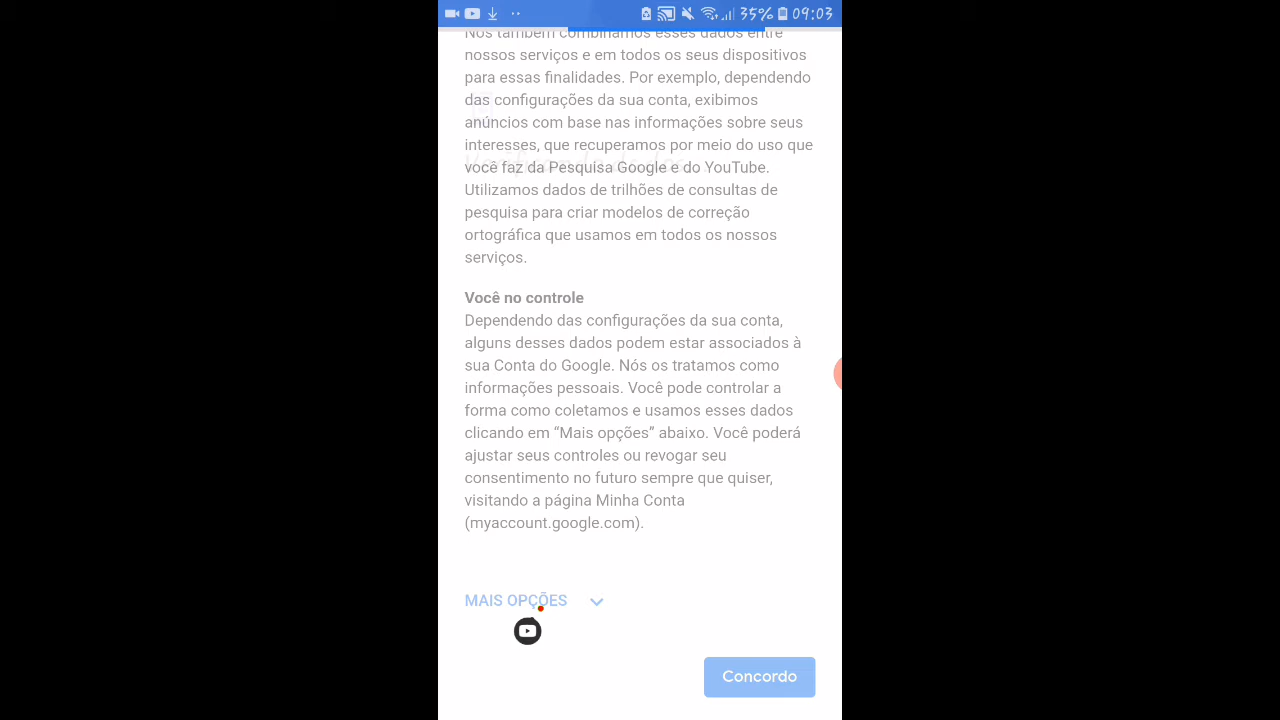 35% 09:03
Nós também combinamos esses dados entre
nossos serviços e em todos os seus dispositivos
para essas finalidades. Por exemplo, dependendo
das configurações da sua conta, exibimos
anúncios com base nas informações sobre seus
interesses, que recuperamos por meio do uso que
você faz da Pesquisa Google e do YouTube.
Utilizamos dados de trilhões de consultas de
pesquisa para criar modelos de correção
ortográfica que usamos em todos os nossos
serviços.
Você no controle
Dependendo das configurações da sua conta,
alguns desses dados podem estar associados à
sua Conta do Google. Nós os tratamos como
informações pessoais. Você pode controlar a
forma como coletamos e usamos esses dados
clicando em “Mais opções” abaixo. Você poderá
ajustar seus controles ou revogar seu
consentimento no futuro sempre que quiser,
visitando a página Minha Conta
(myaccount.google.com).
MAIS OPÇÕES
Concordo